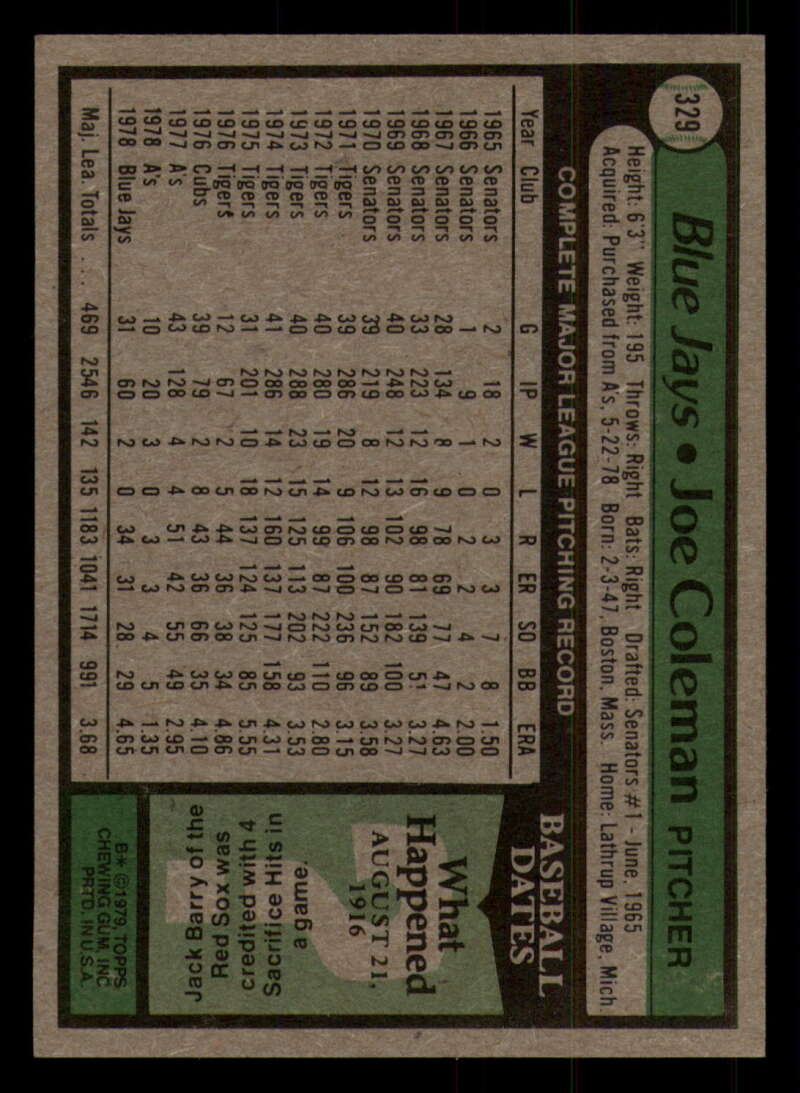 329
Blue Jays • Joe Coleman PITCHER
Height: 6'3" Weight: 195 Throws: Right Bats: Right Drafted: Senators #1 - June, 1965
Acquired: Purchased from A's, 5-22-78 Born: 2-3-47, Boston, Mass. Home: Lathrup Village, Mich.
COMPLETE MAJOR LEAGUE PITCHING RECORD
Year Club G IP W L R ER SO BB ERA
1965 Senators 2 18 2 0 3 3 7 8 1.50
1966 Senators 1 9 1 0 2 2 4 2 2.00
1967 Senators 28 134 8 9 78 69 77 47 4.63
1968 Senators 33 223 12 16 98 81 139 51 3.27
1969 Senators 40 248 12 13 102 90 182 100 3.27
1970 Senators 39 219 8 12 98 87 152 89 3.58
1971 Tigers 39 286 20 9 106 100 236 96 3.15
1972 Tigers 40 280 19 14 99 87 222 110 2.80
1973 Tigers 40 288 23 15 125 113 202 93 3.53
1974 Tigers 41 286 14 12 160 137 177 158 4.31
1975 Tigers 31 201 10 18 137 124 125 85 5.55
1976 Tigers 12 67 2 5 44 36 38 34 4.86
1976 Cubs 39 79 2 8 43 36 66 35 4.10
1977 A's 43 128 4 4 51 42 55 49 2.95
1978 A's 10 20 3 0 3 3 4 5 1.35
1978 Blue Jays 31 60 2 0 34 31 28 29 4.65
Maj. Lea. Totals . . . . 469 2546 142 135 1183 1041 1714 991 3.68
BASEBALL
DATES
What
Happened
AUGUST 21,
1916
Jack Barry of the
Red Sox was
credited with 4
Sacrifice Hits in
a game.
B* ©1979, TOPPS
CHEWING GUM, INC.
PRTD. IN U.S.A.